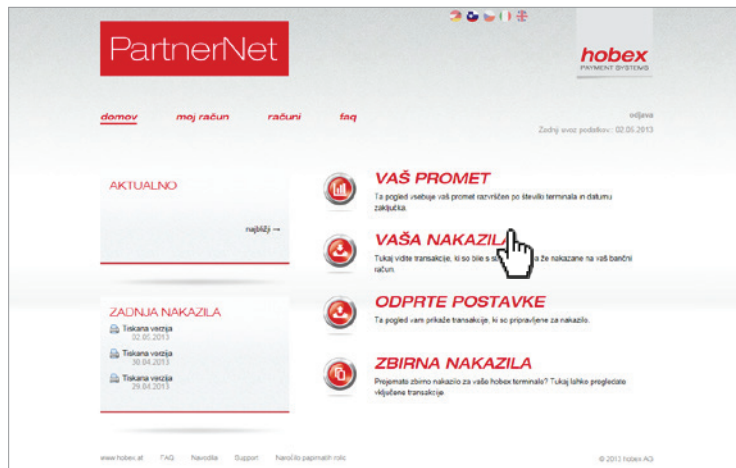 PartnerNet
hobex
PAYMENT SYSTEMS
domov moj račun računi faq
odjava
Zadnji uvoz podatkov: 02.05.2013
AKTUALNO
najbližji →
ZADNJA NAKAZILA
Tiskana verzija
02.05.2013
Tiskana verzija
30.04.2013
Tiskana verzija
29.04.2013
VAŠ PROMET
Ta pogled vsebuje vaš promet razvrščen po številki terminala in datumu
zaključka.
VAŠA NAKAZILA
Tukaj vidite transakcije, ki so bile s že nakazane na vaš bančni
račun.
ODPRTE POSTAVKE
Ta pogled vam prikaže transakcije, ki so pripravljene za nakazilo.
ZBIRNA NAKAZILA
Prejemate zbirno nakazilo za vaše hobex terminale? Tukaj lahko pregledate
vključene transakcije
www.hobex.at FAQ Navodila Support Naročilo papirnatih rolic
© 2013 hobex AG